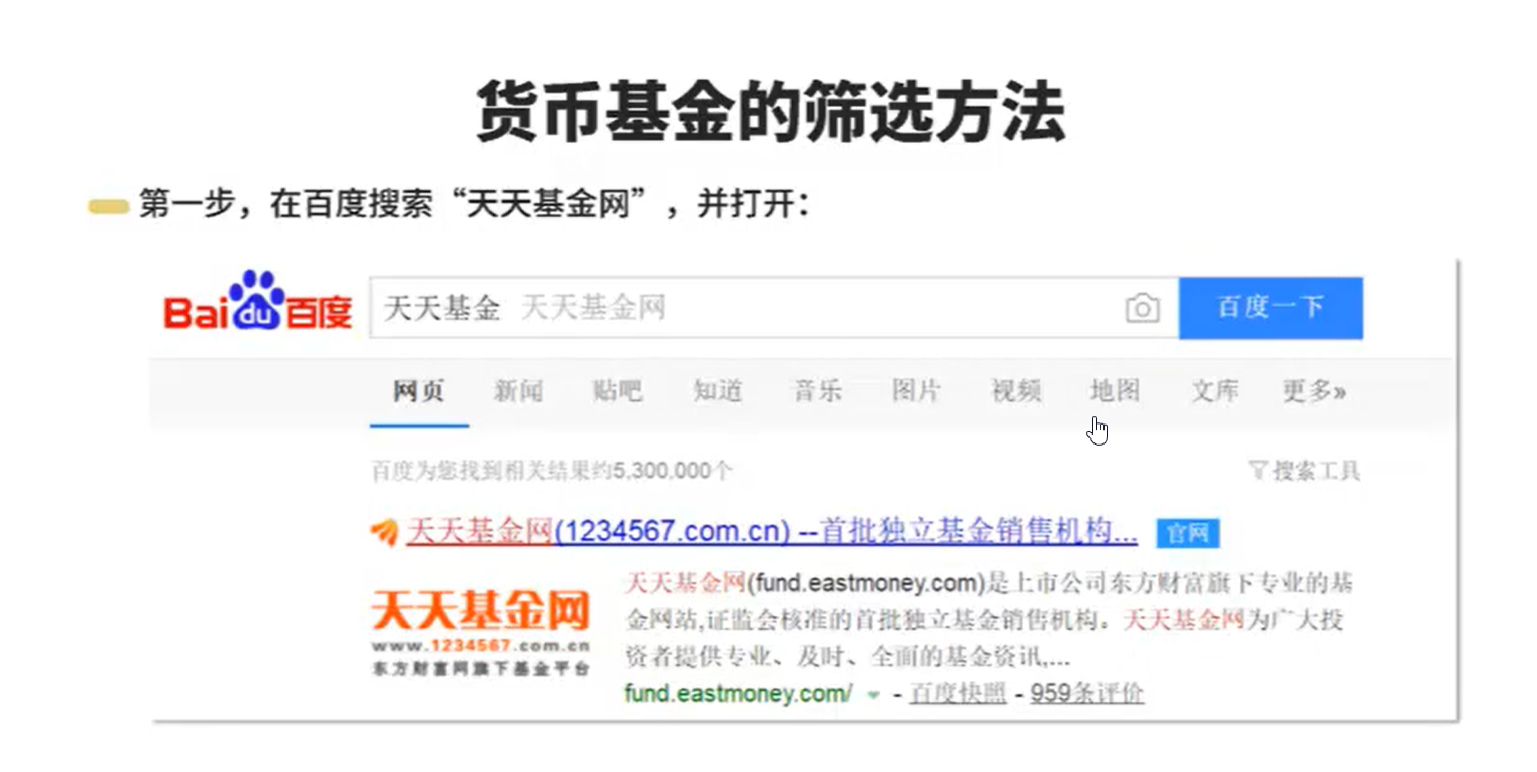 货币基金的筛选方法
第一步，在百度搜索“天天基金网”，并打开：
Bai du 百度 天天基金 天天基金网 百度一下
网页 新闻 贴吧 知道 音乐 图片 视频 地图 文库 更多»
百度为您找到相关结果约5,300,000个 搜索工具
天天基金网(1234567.com.cn) --首批独立基金销售机构... 官网
天天基金网
www.1234567.com.cn
东方财富网旗下基金平台
天天基金网(fund.eastmoney.com)是上市公司东方财富旗下专业的基
金网站,证监会核准的首批独立基金销售机构。天天基金网为广大投
资者提供专业、及时、全面的基金资讯,...
fund.eastmoney.com/ - 百度快照 - 959条评价